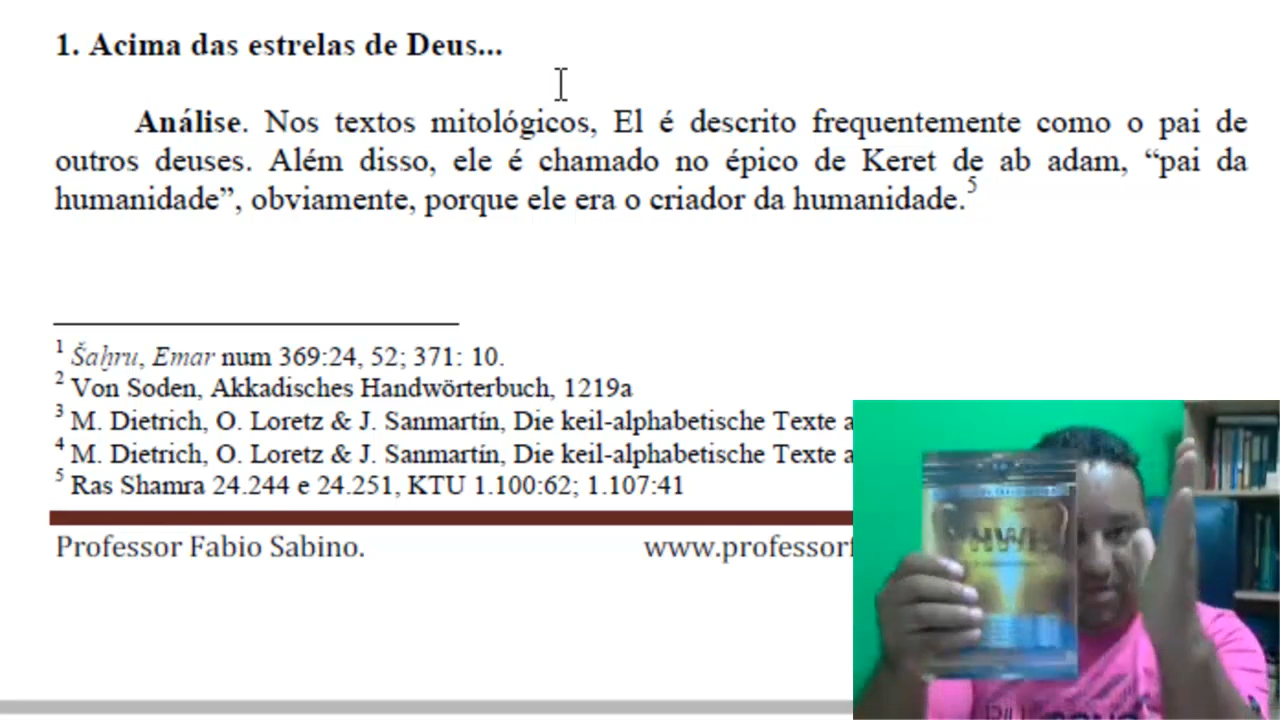 1. Acima das estrelas de Deus...
Análise. Nos textos mitológicos, El é descrito frequentemente como o pai de
outros deuses. Além disso, ele é chamado no épico de Keret de ab adam, “pai da
humanidade”, obviamente, porque ele era o criador da humanidade.5
1 Šaḫru, Emar num 369:24, 52; 371: 10.
2 Von Soden, Akkadisches Handwörterbuch, 1219a
3 M. Dietrich, O. Loretz & J. Sanmartín, Die keil-alphabetische Texte a
4 M. Dietrich, O. Loretz & J. Sanmartín, Die keil-alphabetische Texte a
5 Ras Shamra 24.244 e 24.251, KTU 1.100:62; 1.107:41
Professor Fabio Sabino. www.professorf
YHWH